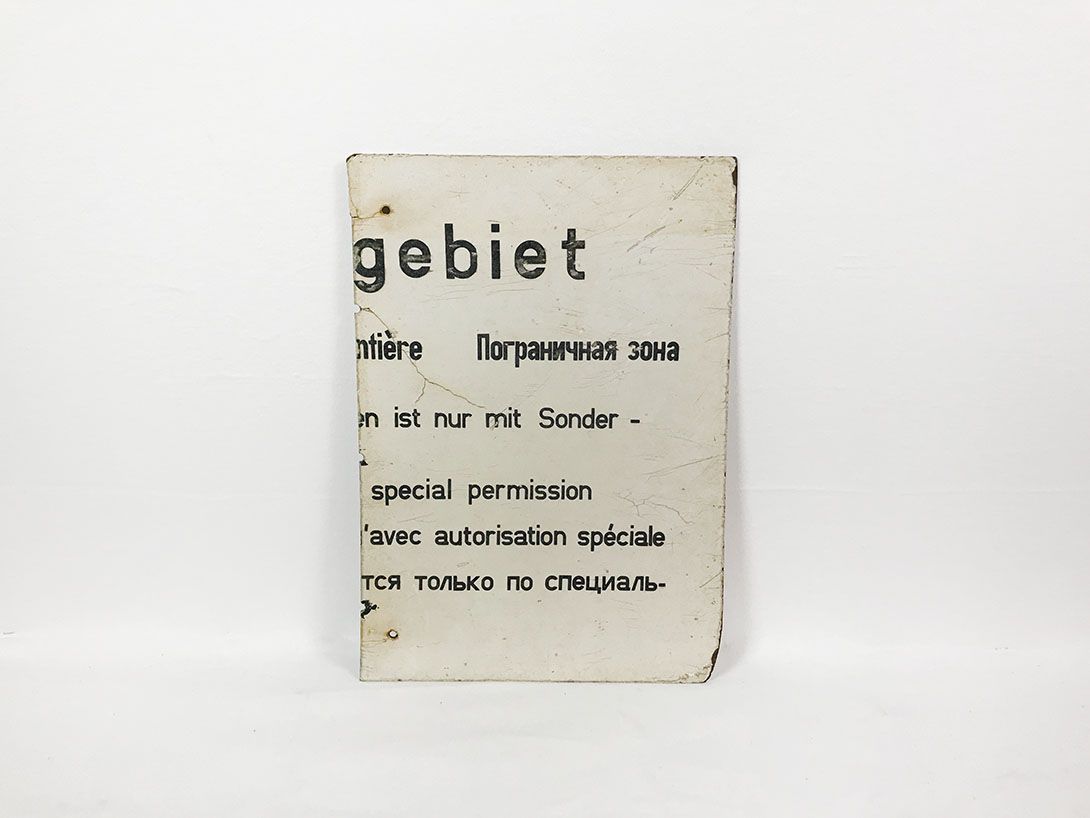 gebiet
ntière Пограничная зона
en ist nur mit Sonder -
special permission
'avec autorisation spéciale
тся только по специаль-